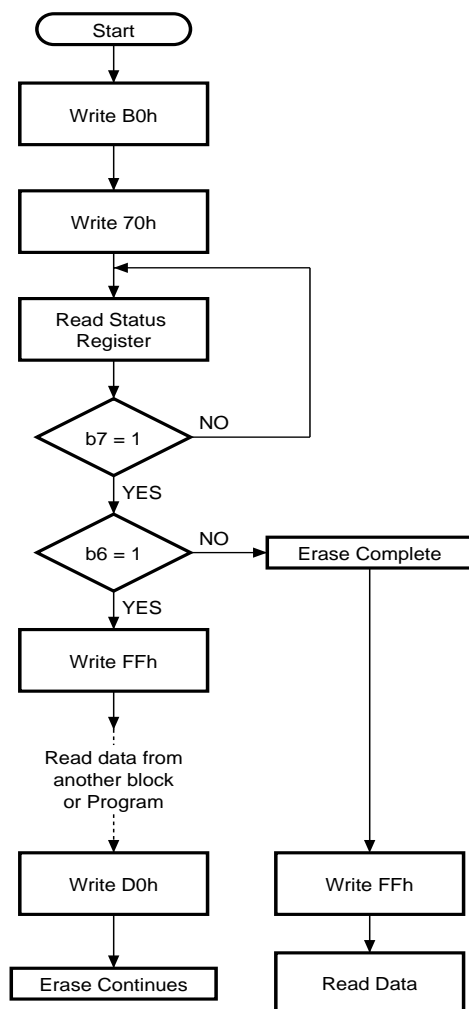 Start
Write B0h
Write 70h
Read Status
Register
NO
b7 = 1
YES
NO
b6 = 1
Erase Complete
YES
Write FFh
Read data from
another block
or Program
Write D0h
Write FFh
Erase Continues
Read Data